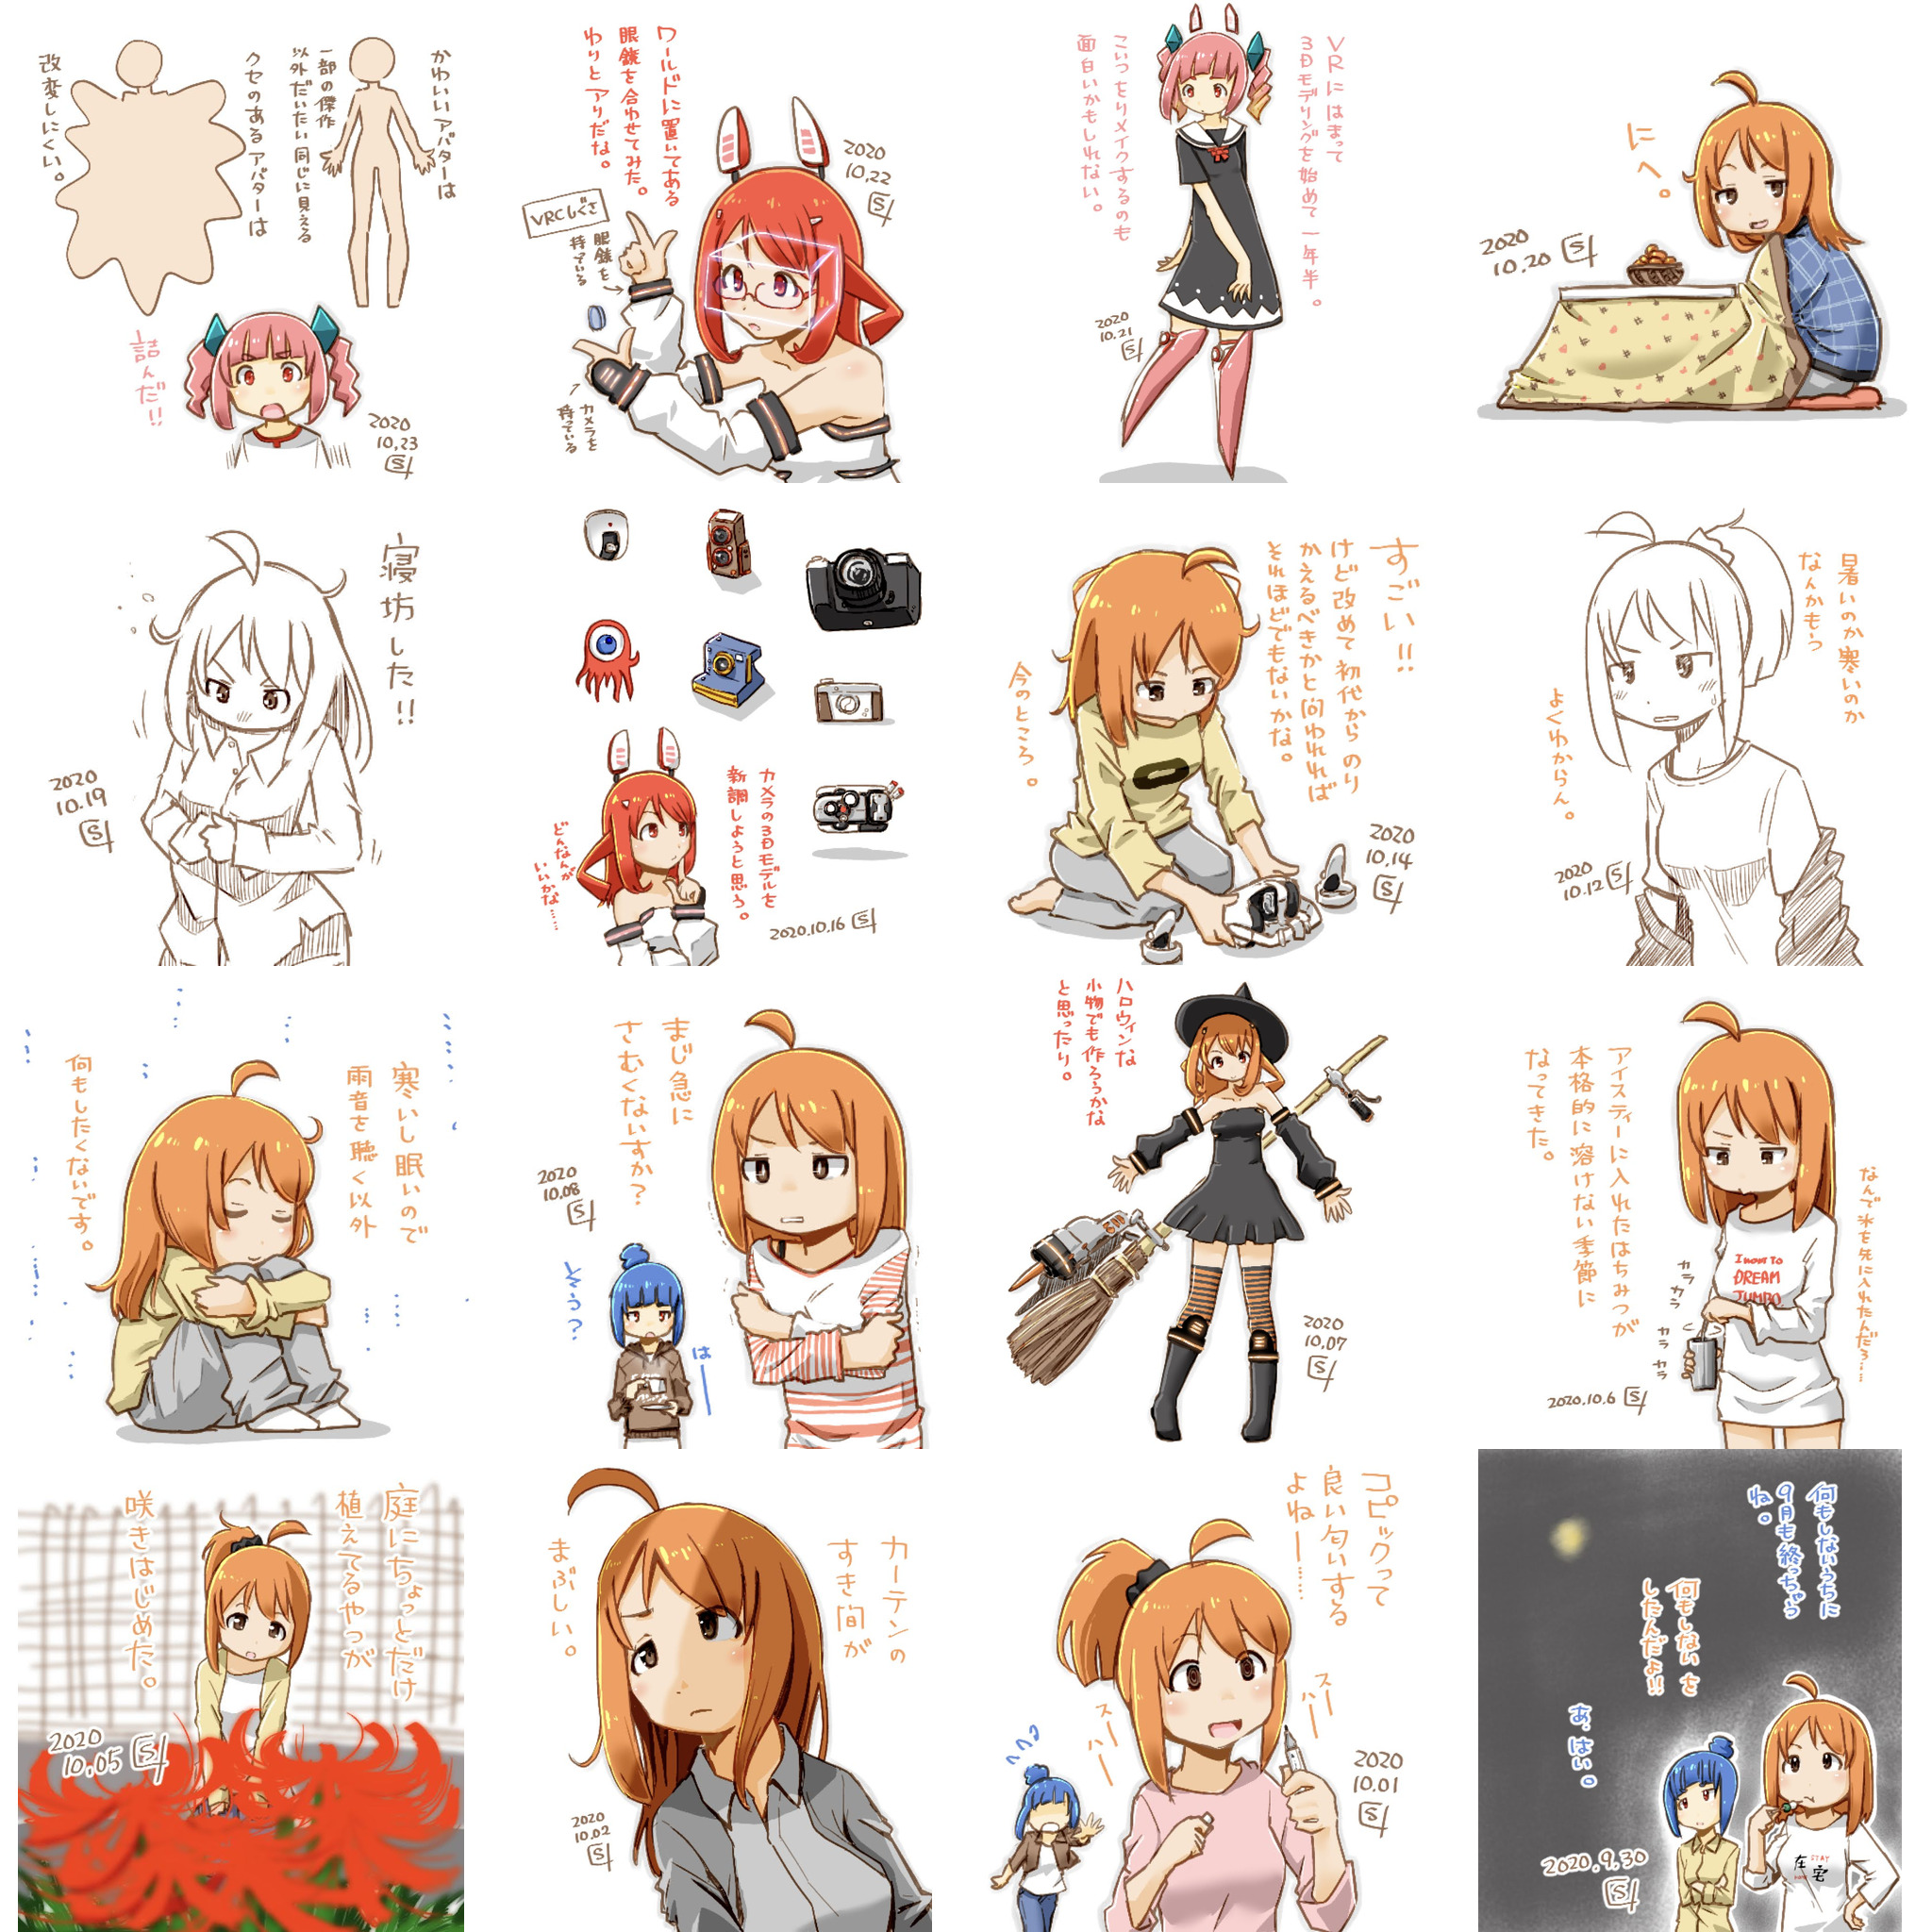 かわいいアバターは
一部の傑作
以外だいたい同じに見える
クセのあるアバターは
改変しにくい。
詰んだ!!
2020
10.23
ワールドに置いてある
眼鏡を合わせてみた。
わりとアリだな。
2020
10.22
VRCしぐさ
眼鏡を
持っている
カメラを
持っている
VRにはまって
3Dモデリングを始めて一年半。
こいつをリメイクするのも
面白いかもしれない。
2020
10.21
にへ。
2020
10.20
寝坊した!!
2020
10.19
カメラの3Dモデルを
新調しようと思う。
どんなんが
いいかな……
2020.10.16
すごい!!
けど改めて初代からのり
かえるべきかと問われれば
それほどでもないかな。
今のところ。
2020
10.14
暑いのか寒いのか
なんかもう
よくわからん。
2020
10.12
寒いし眠いので
雨音を聴く以外
何もしたくないです。
まじ急に
さむくないすか?
2020
10.08
そう?
はー
ハロウィンな
小物でも作ろうかな
と思ったり。
2020
10.07
アイスティーに入れたはちみつが
本格的に溶けない季節に
なってきた。
なんで氷を先に入れたんだろ……
カラカラ
カラカラ
I want to
DREAM
JUMBO
2020.10.6
庭にちょっとだけ
植えてるやつが
咲きはじめた。
2020
10.05
カーテンの
すき間が
まぶしい。
2020
10.02
コピックって
良い匂いする
よねー……
スー
ハー
スー
ハー
2020
10.01
何もしないうちに
9月も終っちゃう
ね。
何もしないを
したんだよ!!
あ、はい。
STAY
在宅
2020.9.30